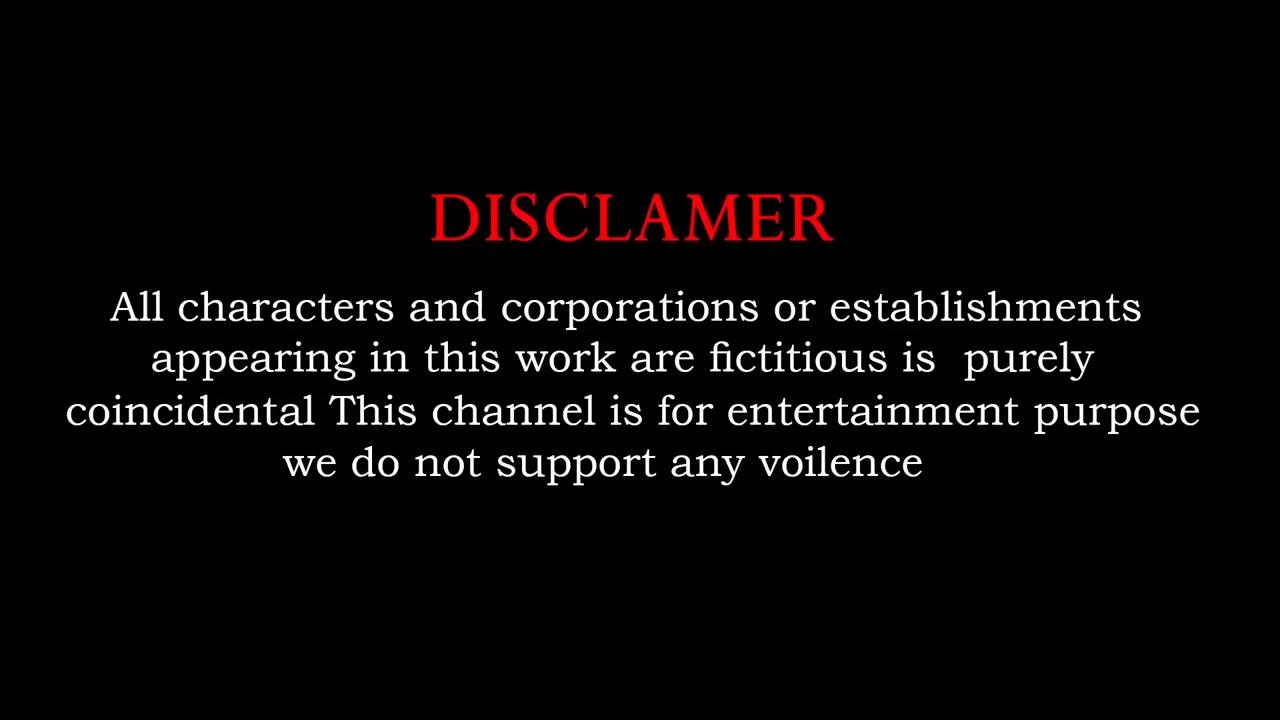 DISCLAMER
All characters and corporations or establishments
appearing in this work are fictitious is  purely
coincidental This channel is for entertainment purpose
we do not support any voilence